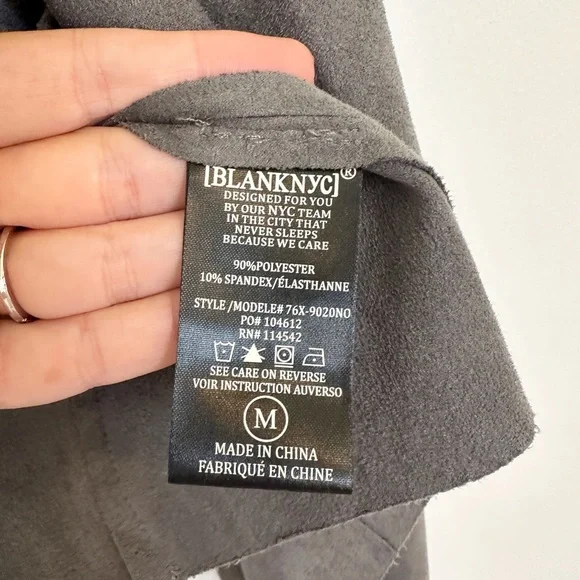 [BLANKNYC]®
DESIGNED FOR YOU
BY OUR NYC TEAM
IN THE CITY THAT
NEVER SLEEPS
BECAUSE WE CARE
90%POLYESTER
10% SPANDEX/ÉLASTHANNE
STYLE /MODELE# 76X-9020NO
PO# 104612
RN# 114542
SEE CARE ON REVERSE
VOIR INSTRUCTION AUVERSO
M
MADE IN CHINA
FABRIQUÉ EN CHINE